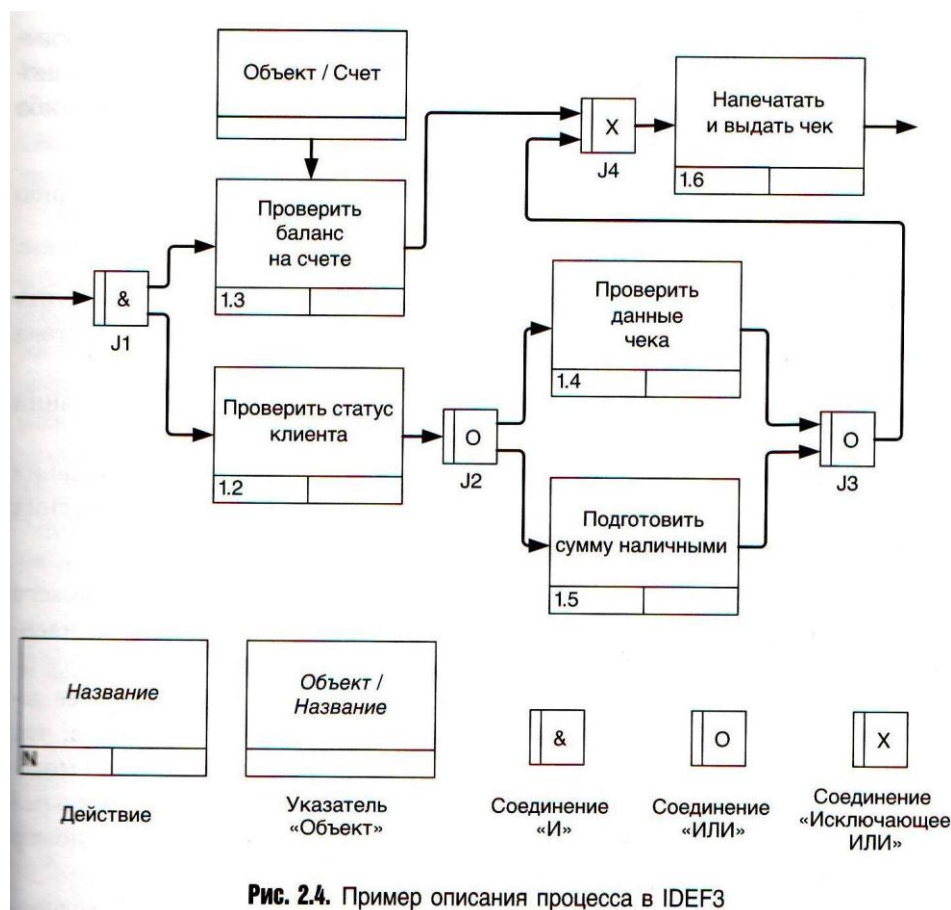 Объект / Счет
Проверить
баланс
на счете
1.3
&
J1
Проверить статус
клиента
1.2
O
J2
Проверить
данные
чека
1.4
Подготовить
сумму наличными
1.5
O
J3
X
J4
Напечатать
и выдать чек
1.6
Название
N
Действие
Объект /
Название
Указатель
«Объект»
&
Соединение
«И»
O
Соединение
«ИЛИ»
X
Соединение
«Исключающее
ИЛИ»
Рис. 2.4. Пример описания процесса в IDEF3